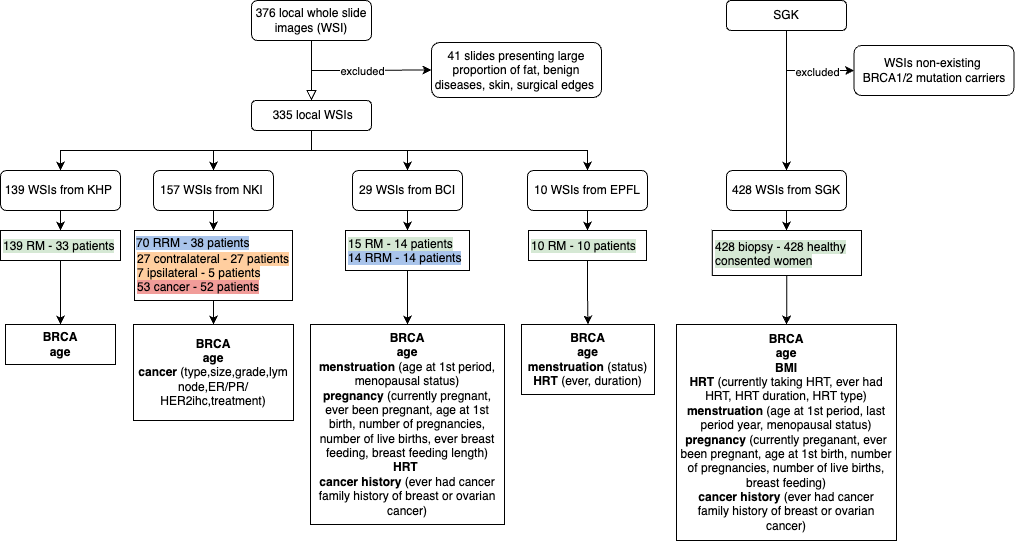 376 local whole slide
images (WSI)
SGK
41 slides presenting large
proportion of fat, benign
diseases, skin, surgical edges
excluded
WSIs non-existing
BRCA1/2 mutation carriers
excluded
335 local WSIs
139 WSIs from KHP
157 WSIs from NKI
29 WSIs from BCI
10 WSIs from EPFL
428 WSIs from SGK
139 RM - 33 patients
70 RRM - 38 patients
27 contralateral - 27 patients
7 ipsilateral - 5 patients
53 cancer - 52 patients
15 RM - 14 patients
14 RRM - 14 patients
10 RM - 10 patients
428 biopsy - 428 healthy
consented women
BRCA
age
BRCA
age
cancer (type,size,grade,lym
node,ER/PR/
HER2ihc,treatment)
BRCA
age
menstruation (age at 1st period,
menopausal status)
pregnancy (currently pregnant,
ever been pregnant, age at 1st
birth, number of pregnancies,
number of live births, ever breast
feeding, breast feeding length)
HRT
cancer history (ever had cancer
family history of breast or ovarian
cancer)
BRCA
age
menstruation (status)
HRT (ever, duration)
BRCA
age
BMI
HRT (currently taking HRT, ever had
HRT, HRT duration, HRT type)
menstruation (age at 1st period, last
period year, menopausal status)
pregnancy (currently preganant, ever
been pregnant, age at 1st birth, number
of pregnancies, number of live births,
breast feeding)
cancer history (ever had cancer
family history of breast or ovarian
cancer)